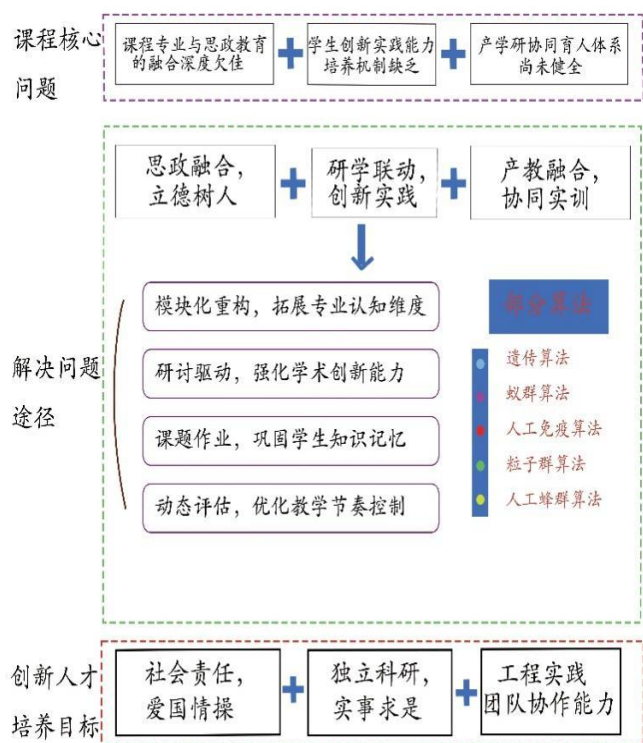 课程核心
问题
课程专业与思政教育
的融合深度欠佳
学生创新实践能力
培养机制缺乏
产学研协同育人体系
尚未健全
思政融合，
立德树人
研学联动，
创新实践
产教融合，
协同实训
解决问题
途径
模块化重构，拓展专业认知维度
研讨驱动，强化学术创新能力
课题作业，巩固学生知识记忆
动态评估，优化教学节奏控制
部分算法
遗传算法
蚁群算法
人工免疫算法
粒子群算法
人工蜂群算法
创新人才
培养目标
社会责任，
爱国情操
独立科研，
实事求是
工程实践
团队协作能力